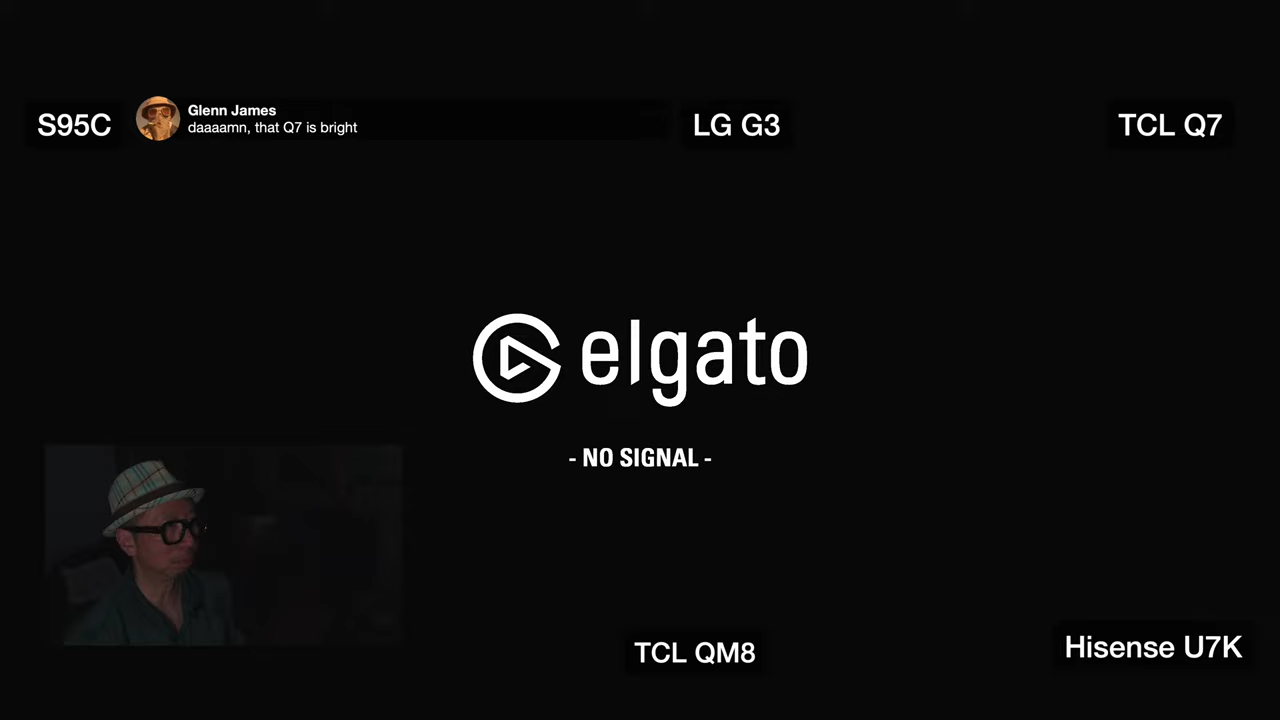 S95C
Glenn James
daaaamn, that Q7 is bright
LG G3
TCL Q7
elgato
- NO SIGNAL -
TCL QM8
Hisense U7K